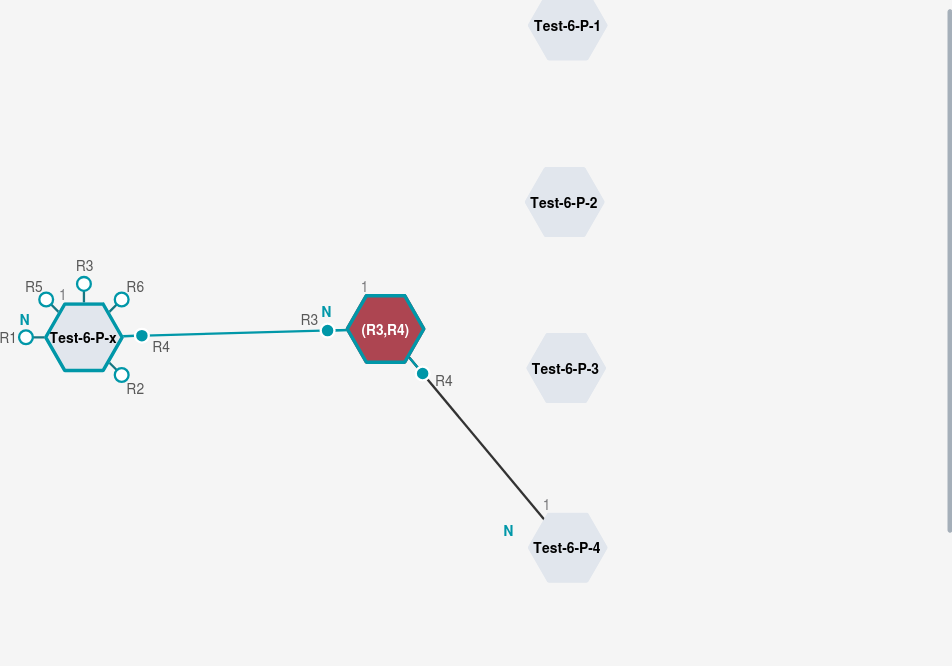 Test-6-P-1
Test-6-P-2
R3
R5
1
R6
N
R1
Test-6-P-x
R4
R2
1
N
R3
(R3,R4)
R4
Test-6-P-3
1
N
Test-6-P-4